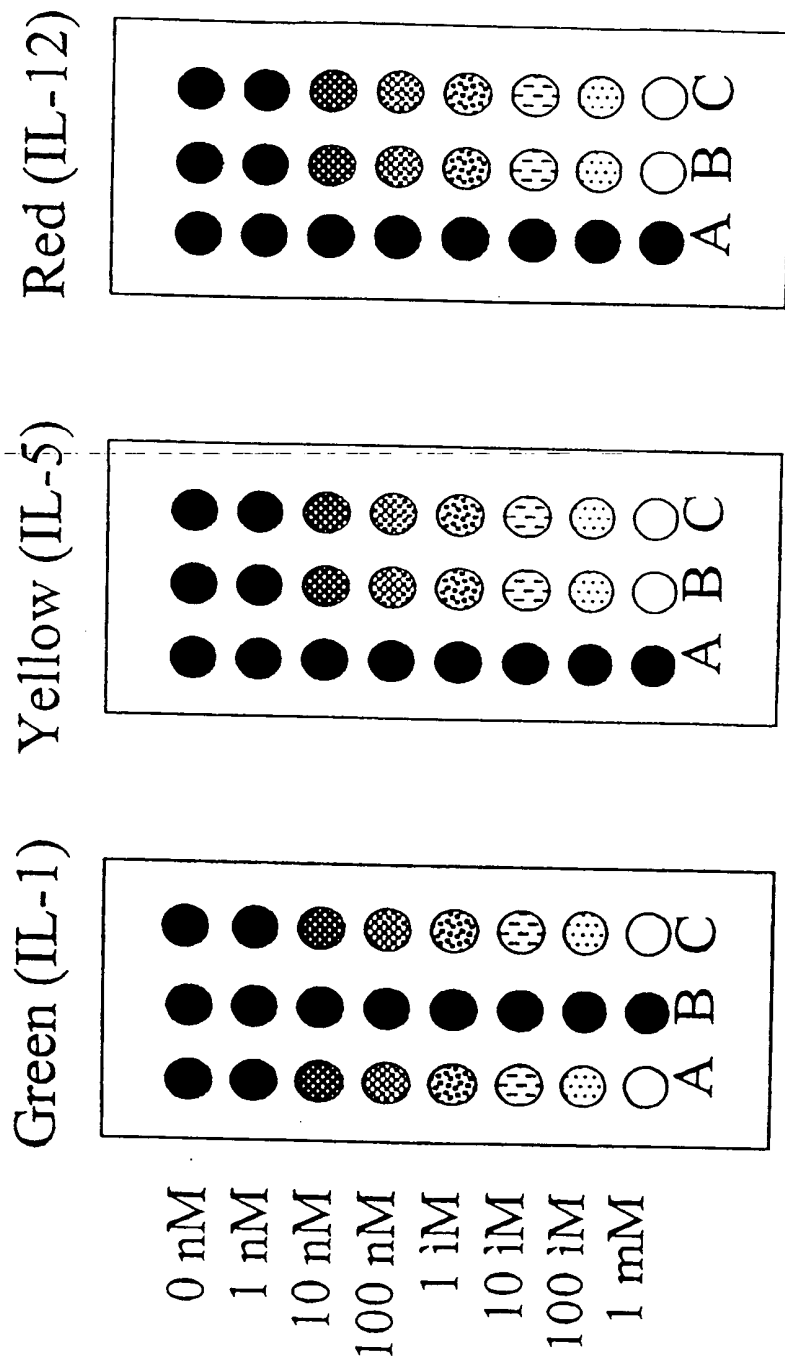 Green (IL-1)
Yellow (IL-5)
Red (IL-12)
0 nM
1 nM
10 nM
100 nM
1 ìM
10 ìM
100 ìM
1 mM
A B C
A B C
A B C